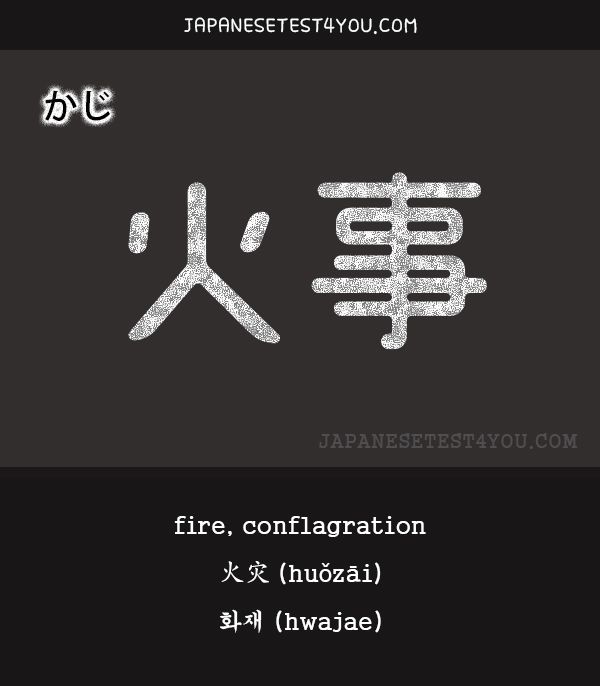 JAPANESETEST4YOU.COM
かじ
火事
JAPANESETEST4YOU.COM
fire, conflagration
火灾 (huǒzāi)
화재 (hwajae)